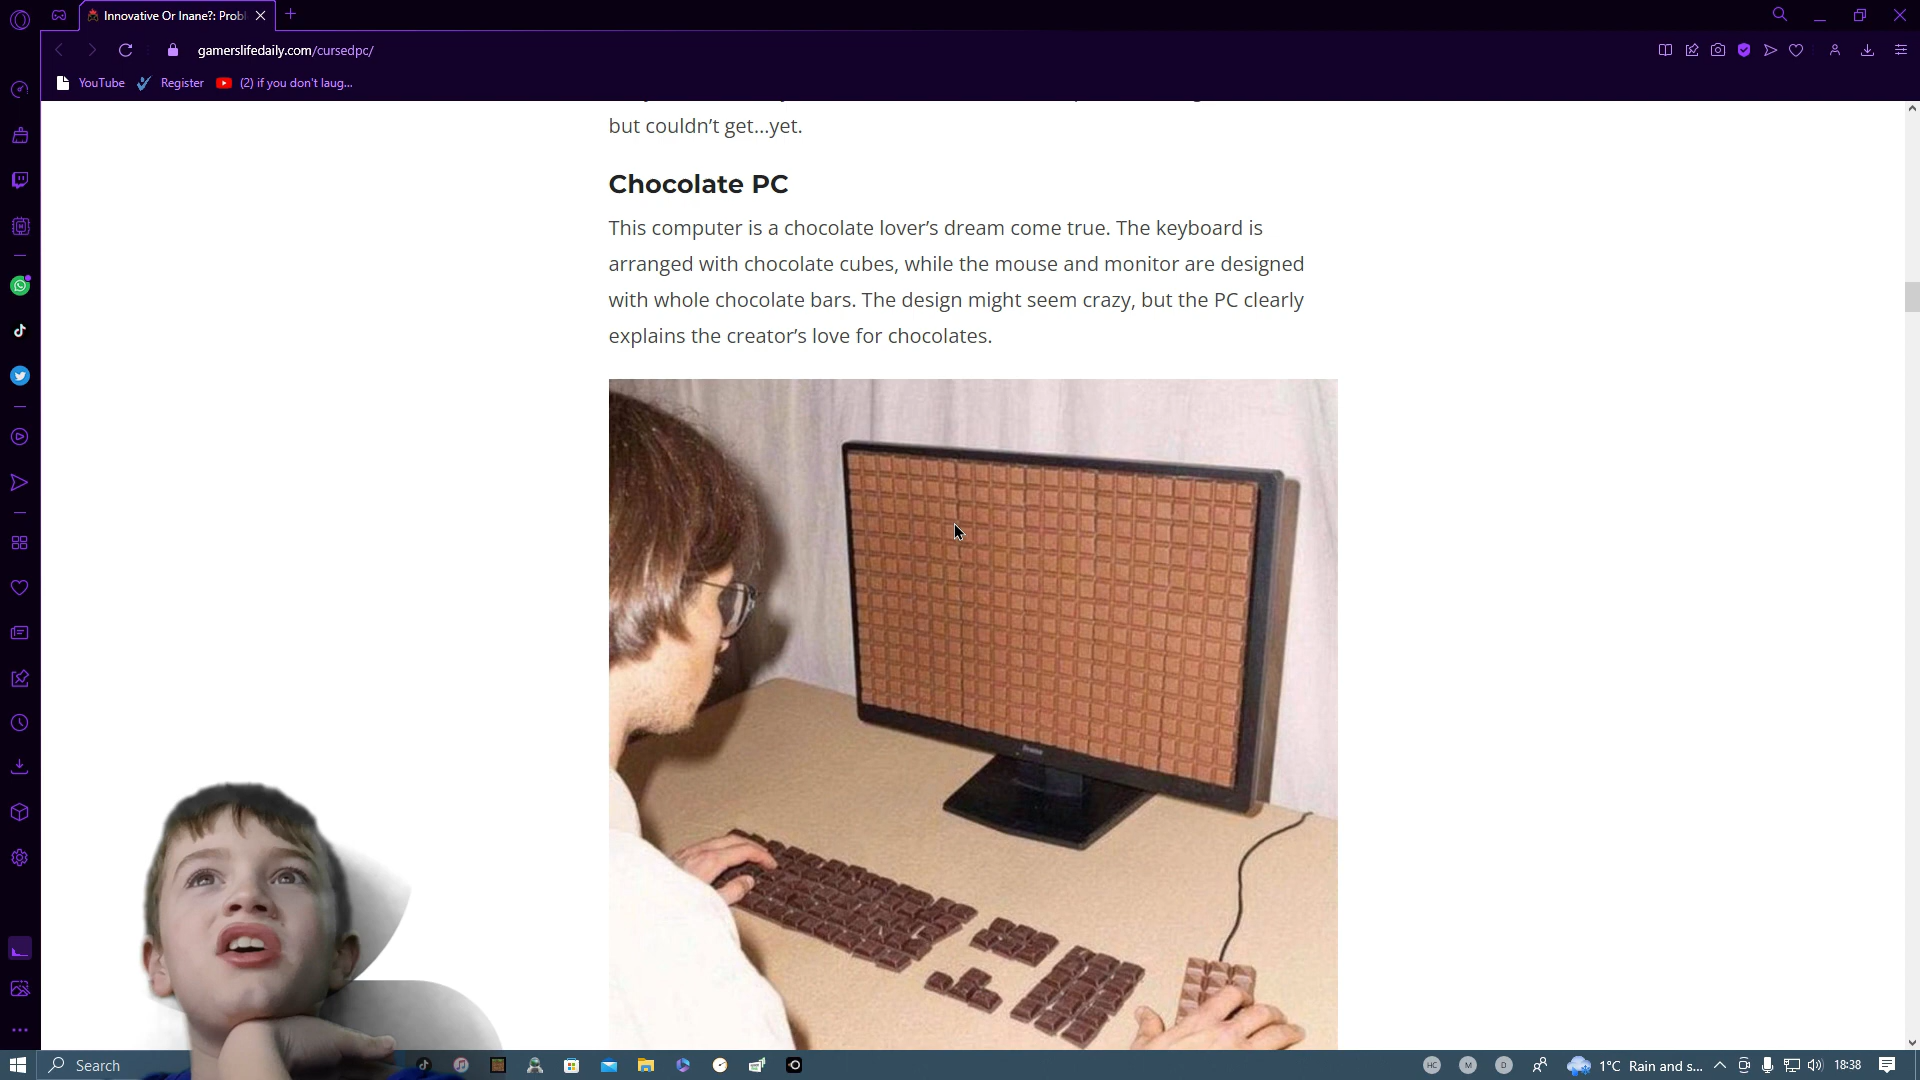 Innovative Or Inane?: Probl
gamerslifedaily.com/cursedpc/
YouTube
Register
(2) if you don't laug...
but couldn't get...yet.
Chocolate PC
This computer is a chocolate lover's dream come true. The keyboard is
arranged with chocolate cubes, while the mouse and monitor are designed
with whole chocolate bars. The design might seem crazy, but the PC clearly
explains the creator's love for chocolates.
Search
HC
M
D
1°C Rain and s...
18:38